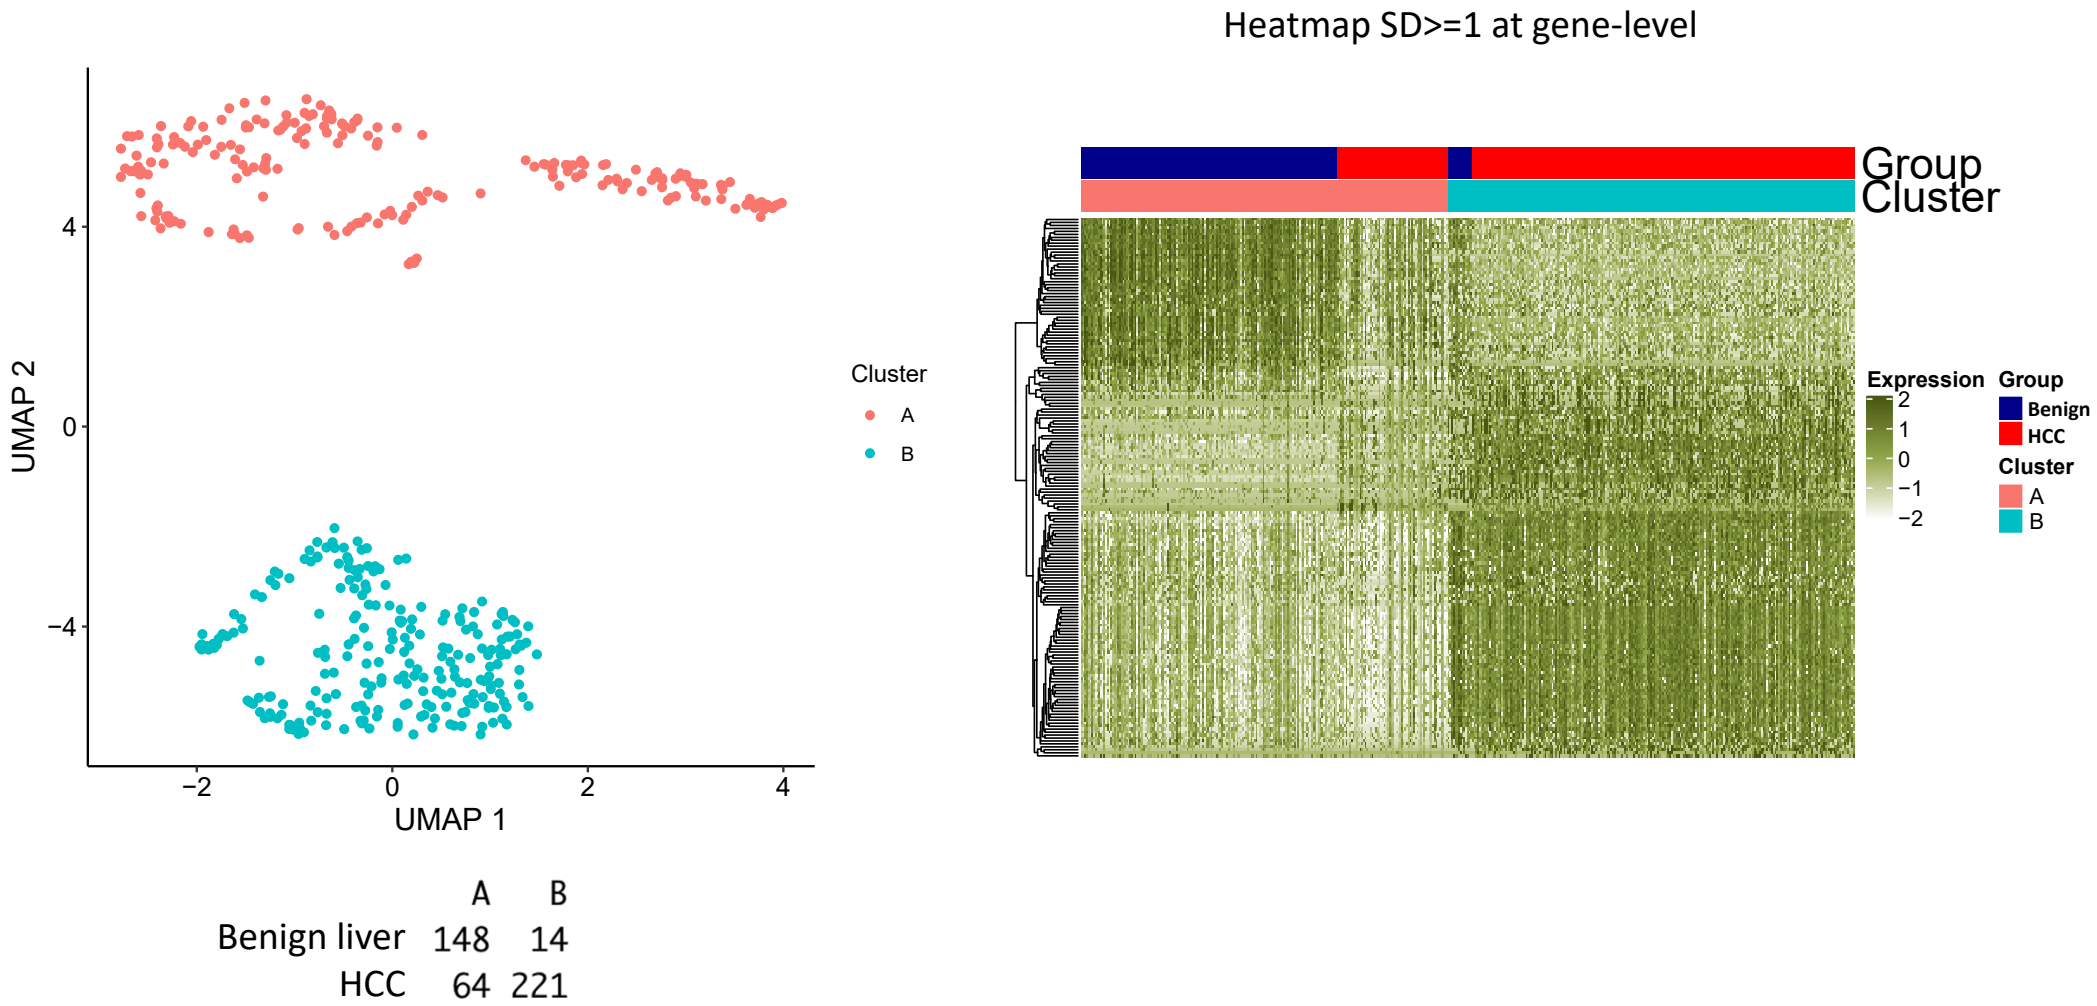 Heatmap SD>=1 at gene-level
4
0
−4
UMAP 2
−2 0 2 4
UMAP 1
Cluster
A
B
Group
Cluster
Expression
2
1
0
−1
−2
Group
Benign
HCC
Cluster
A
B
A B
Benign liver 148 14
HCC 64 221